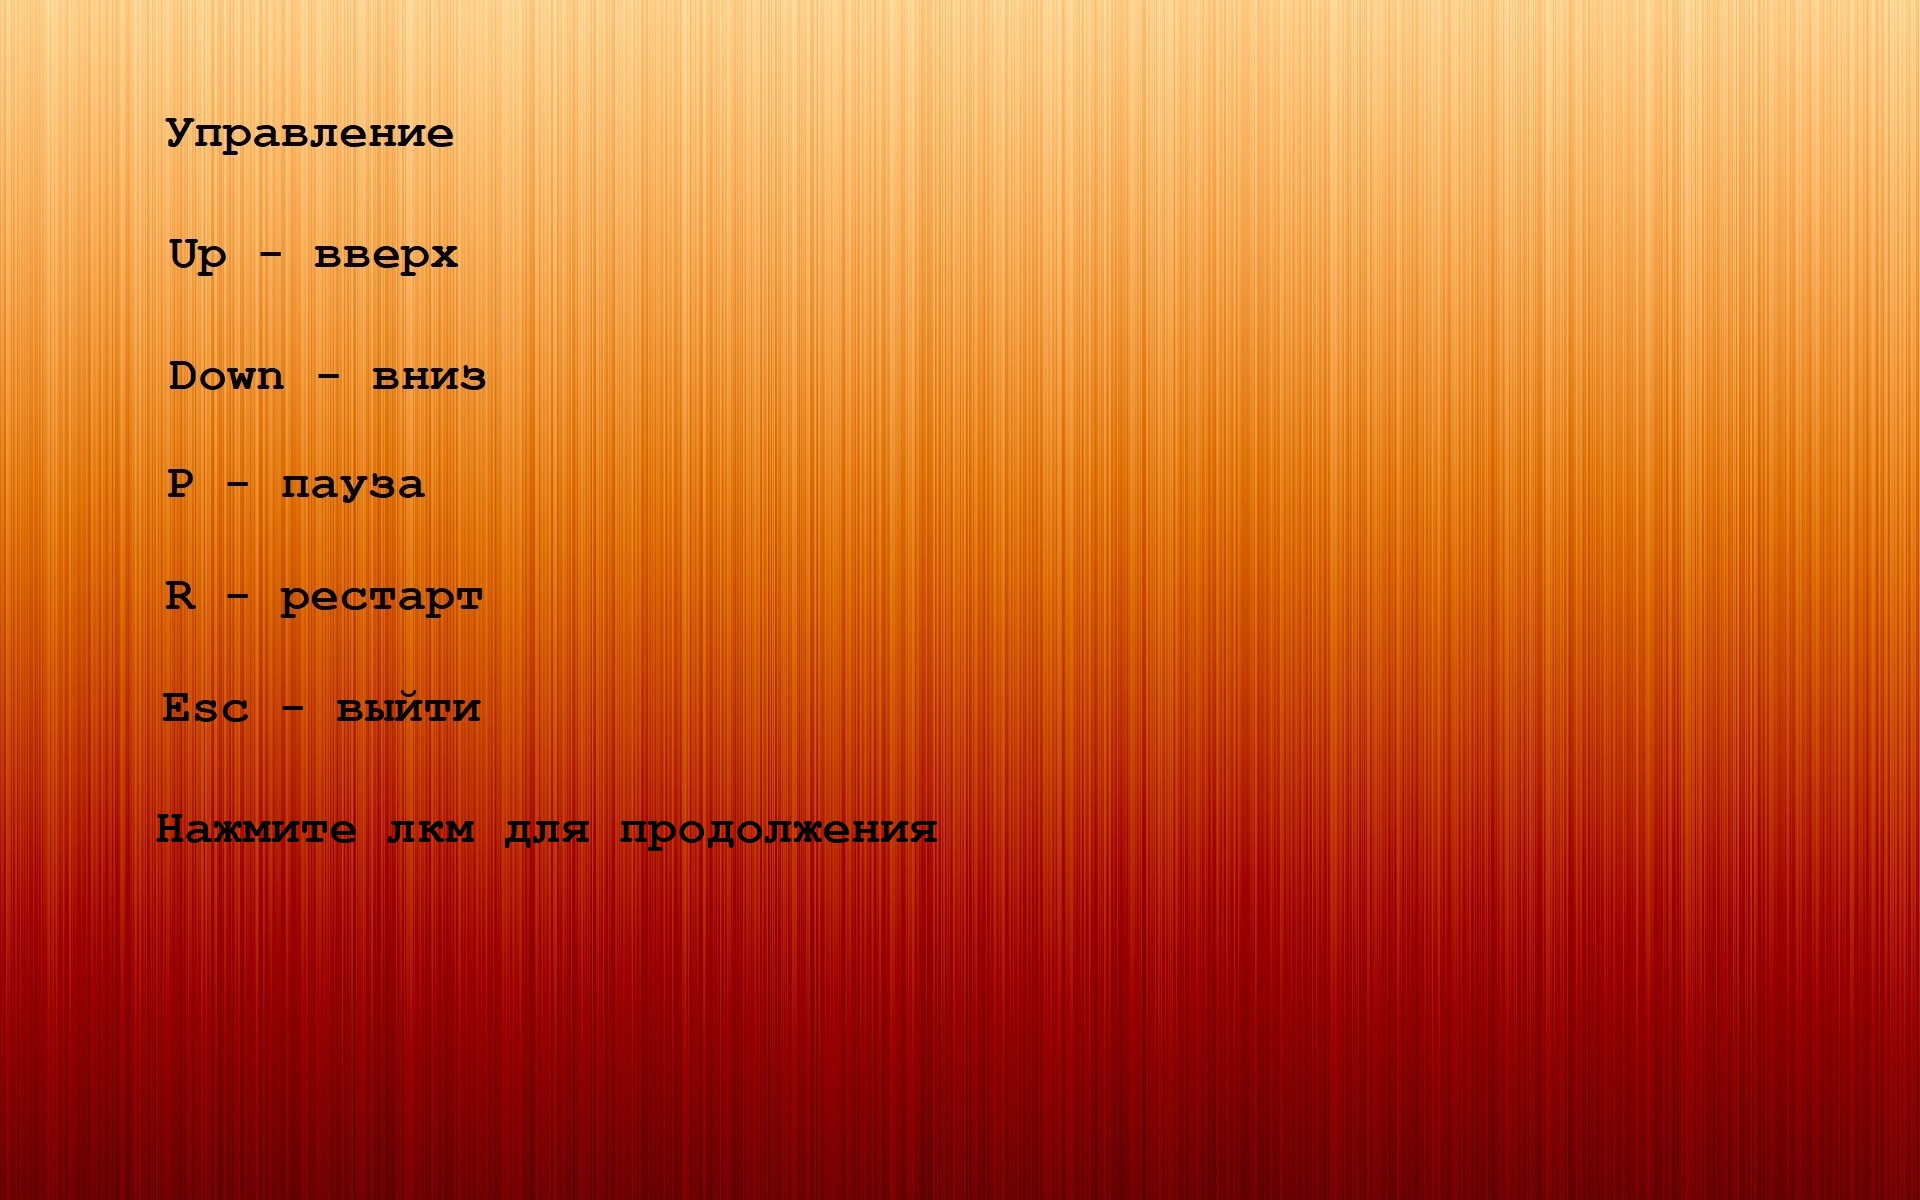 Управление
Up - вверх
Down - вниз
P - пауза
R - рестарт
Esc - выйти
Нажмите лкм для продолжения